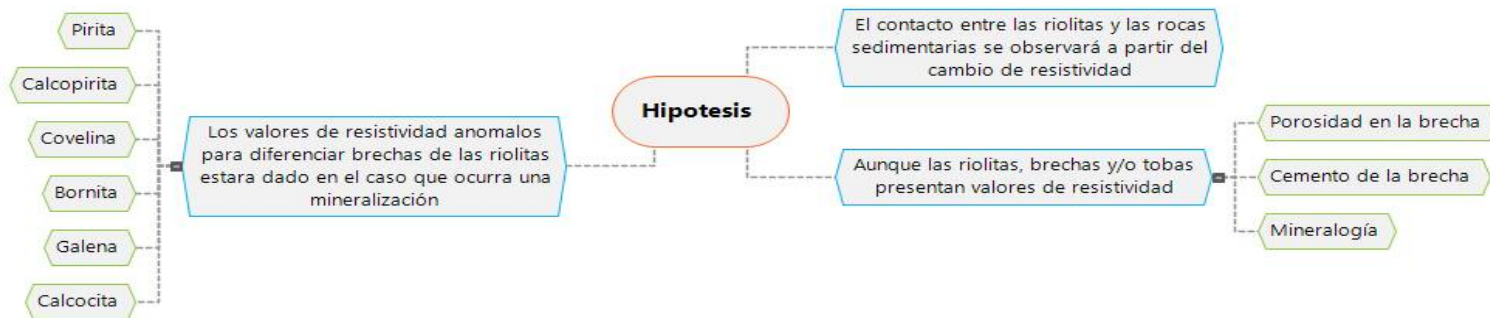 Hipotesis
El contacto entre las riolitas y las rocas
sedimentarias se observará a partir del
cambio de resistividad
Aunque las riolitas, brechas y/o tobas
presentan valores de resistividad
Porosidad en la brecha
Cemento de la brecha
Mineralogía
Los valores de resistividad anomalos
para diferenciar brechas de las riolitas
estara dado en el caso que ocurra una
mineralización
Pirita
Calcopirita
Covelina
Bornita
Galena
Calcocita